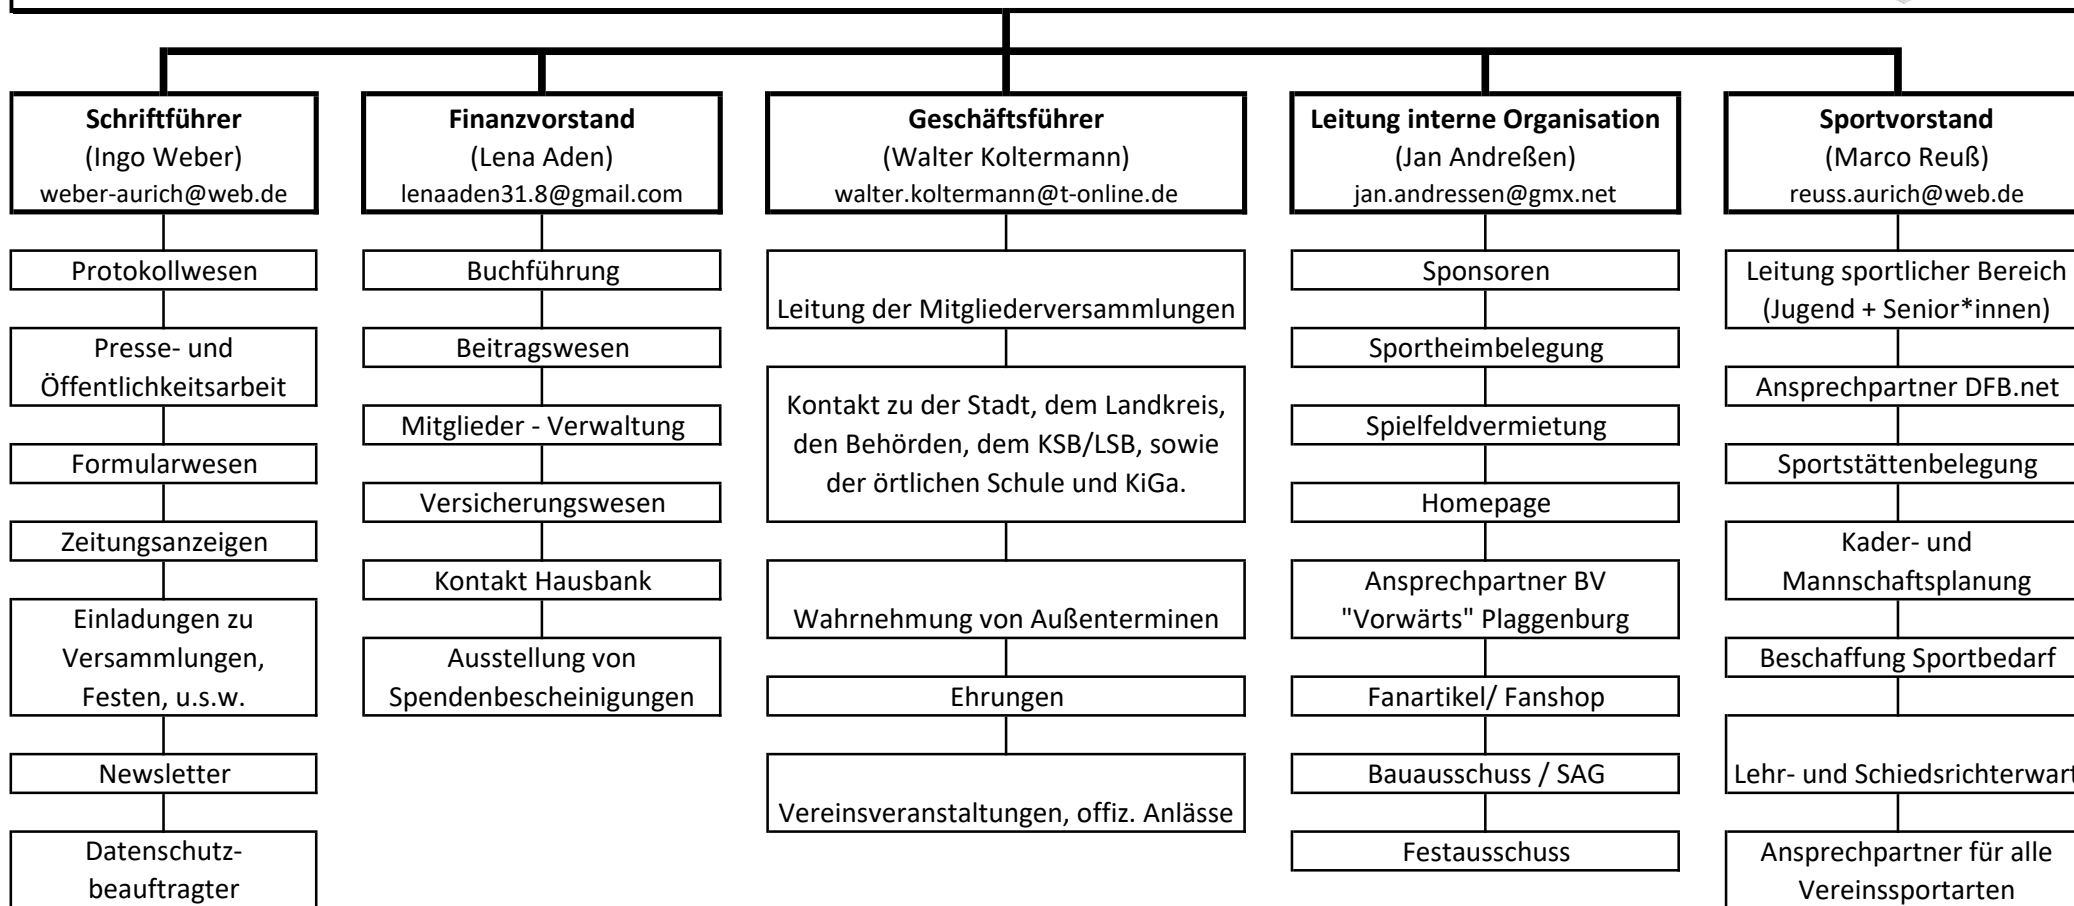 Schriftführer
(Ingo Weber)
weber-aurich@web.de
Protokollwesen
Presse- und
Öffentlichkeitsarbeit
Formularwesen
Zeitungsanzeigen
Einladungen zu
Versammlungen,
Festen, u.s.w.
Newsletter
Datenschutz-
beauftragter
Finanzvorstand
(Lena Aden)
lenaaden31.8@gmail.com
Buchführung
Beitragswesen
Mitglieder - Verwaltung
Versicherungswesen
Kontakt Hausbank
Ausstellung von
Spendenbescheinigungen
Geschäftsführer
(Walter Koltermann)
walter.koltermann@t-online.de
Leitung der Mitgliederversammlungen
Kontakt zu der Stadt, dem Landkreis,
den Behörden, dem KSB/LSB, sowie
der örtlichen Schule und KiGa.
Wahrnehmung von Außenterminen
Ehrungen
Vereinsveranstaltungen, offiz. Anlässe
Leitung interne Organisation
(Jan Andreßen)
jan.andressen@gmx.net
Sponsoren
Sportheimbelegung
Spielfeldvermietung
Homepage
Ansprechpartner BV
"Vorwärts" Plaggenburg
Fanartikel/ Fanshop
Bauausschuss / SAG
Festausschuss
Sportvorstand
(Marco Reuß)
reuss.aurich@web.de
Leitung sportlicher Bereich
(Jugend + Senior*innen)
Ansprechpartner DFB.net
Sportstättenbelegung
Kader- und
Mannschaftsplanung
Beschaffung Sportbedarf
Lehr- und Schiedsrichterwart
Ansprechpartner für alle
Vereinssportarten